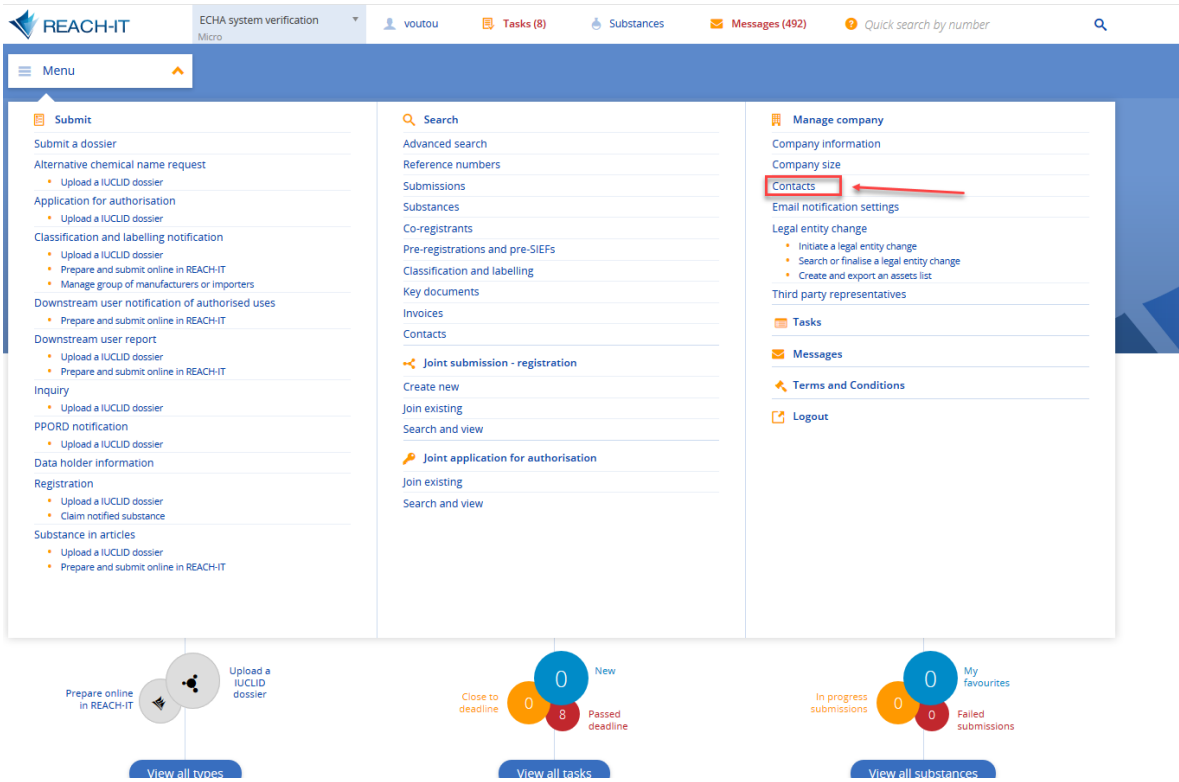 REACH-IT
ECHA system verification
Micro
voutou
Tasks (8)
Substances
Messages (492)
Quick search by number
Menu
Submit
Submit a dossier
Alternative chemical name request
Upload a IUCLID dossier
Application for authorisation
Upload a IUCLID dossier
Classification and labelling notification
Upload a IUCLID dossier
Prepare and submit online in REACH-IT
Manage group of manufacturers or importers
Downstream user notification of authorised uses
Prepare and submit online in REACH-IT
Downstream user report
Upload a IUCLID dossier
Prepare and submit online in REACH-IT
Inquiry
Upload a IUCLID dossier
PPORD notification
Upload a IUCLID dossier
Data holder information
Registration
Upload a IUCLID dossier
Claim notified substance
Substance in articles
Upload a IUCLID dossier
Prepare and submit online in REACH-IT
Search
Advanced search
Reference numbers
Submissions
Substances
Co-registrants
Pre-registrations and pre-SIEFs
Classification and labelling
Key documents
Invoices
Contacts
Joint submission - registration
Create new
Join existing
Search and view
Joint application for authorisation
Join existing
Search and view
Manage company
Company information
Company size
Contacts
Email notification settings
Legal entity change
Initiate a legal entity change
Search or finalise a legal entity change
Create and export an assets list
Third party representatives
Tasks
Messages
Terms and Conditions
Logout
Prepare online
in REACH-IT
Upload a
IUCLID
dossier
View all types
0
New
Close to
deadline
0
8
Passed
deadline
View all tasks
0
My
favourites
In progress
submissions
0
0
Failed
submissions
View all substances